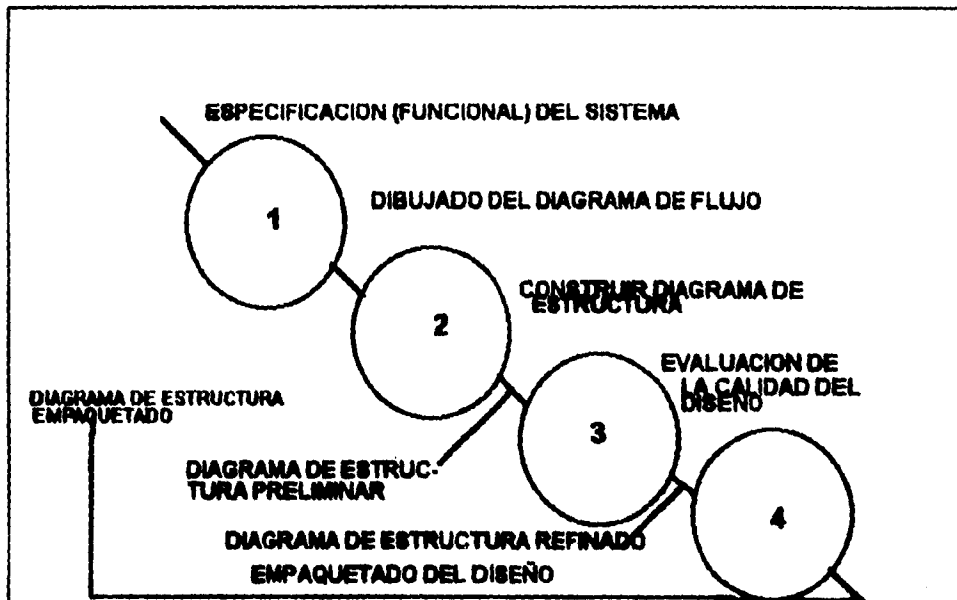 ESPECIFICACION (FUNCIONAL) DEL SISTEMA
1
DIBUJADO DEL DIAGRAMA DE FLUJO
2
CONSTRUIR DIAGRAMA DE
ESTRUCTURA
EVALUACION DE
LA CALIDAD DEL
DISEÑO
3
DIAGRAMA DE ESTRUCTURA
EMPAQUETADO
DIAGRAMA DE ESTRUC-
TURA PRELIMINAR
4
DIAGRAMA DE ESTRUCTURA REFINADO
EMPAQUETADO DEL DISEÑO